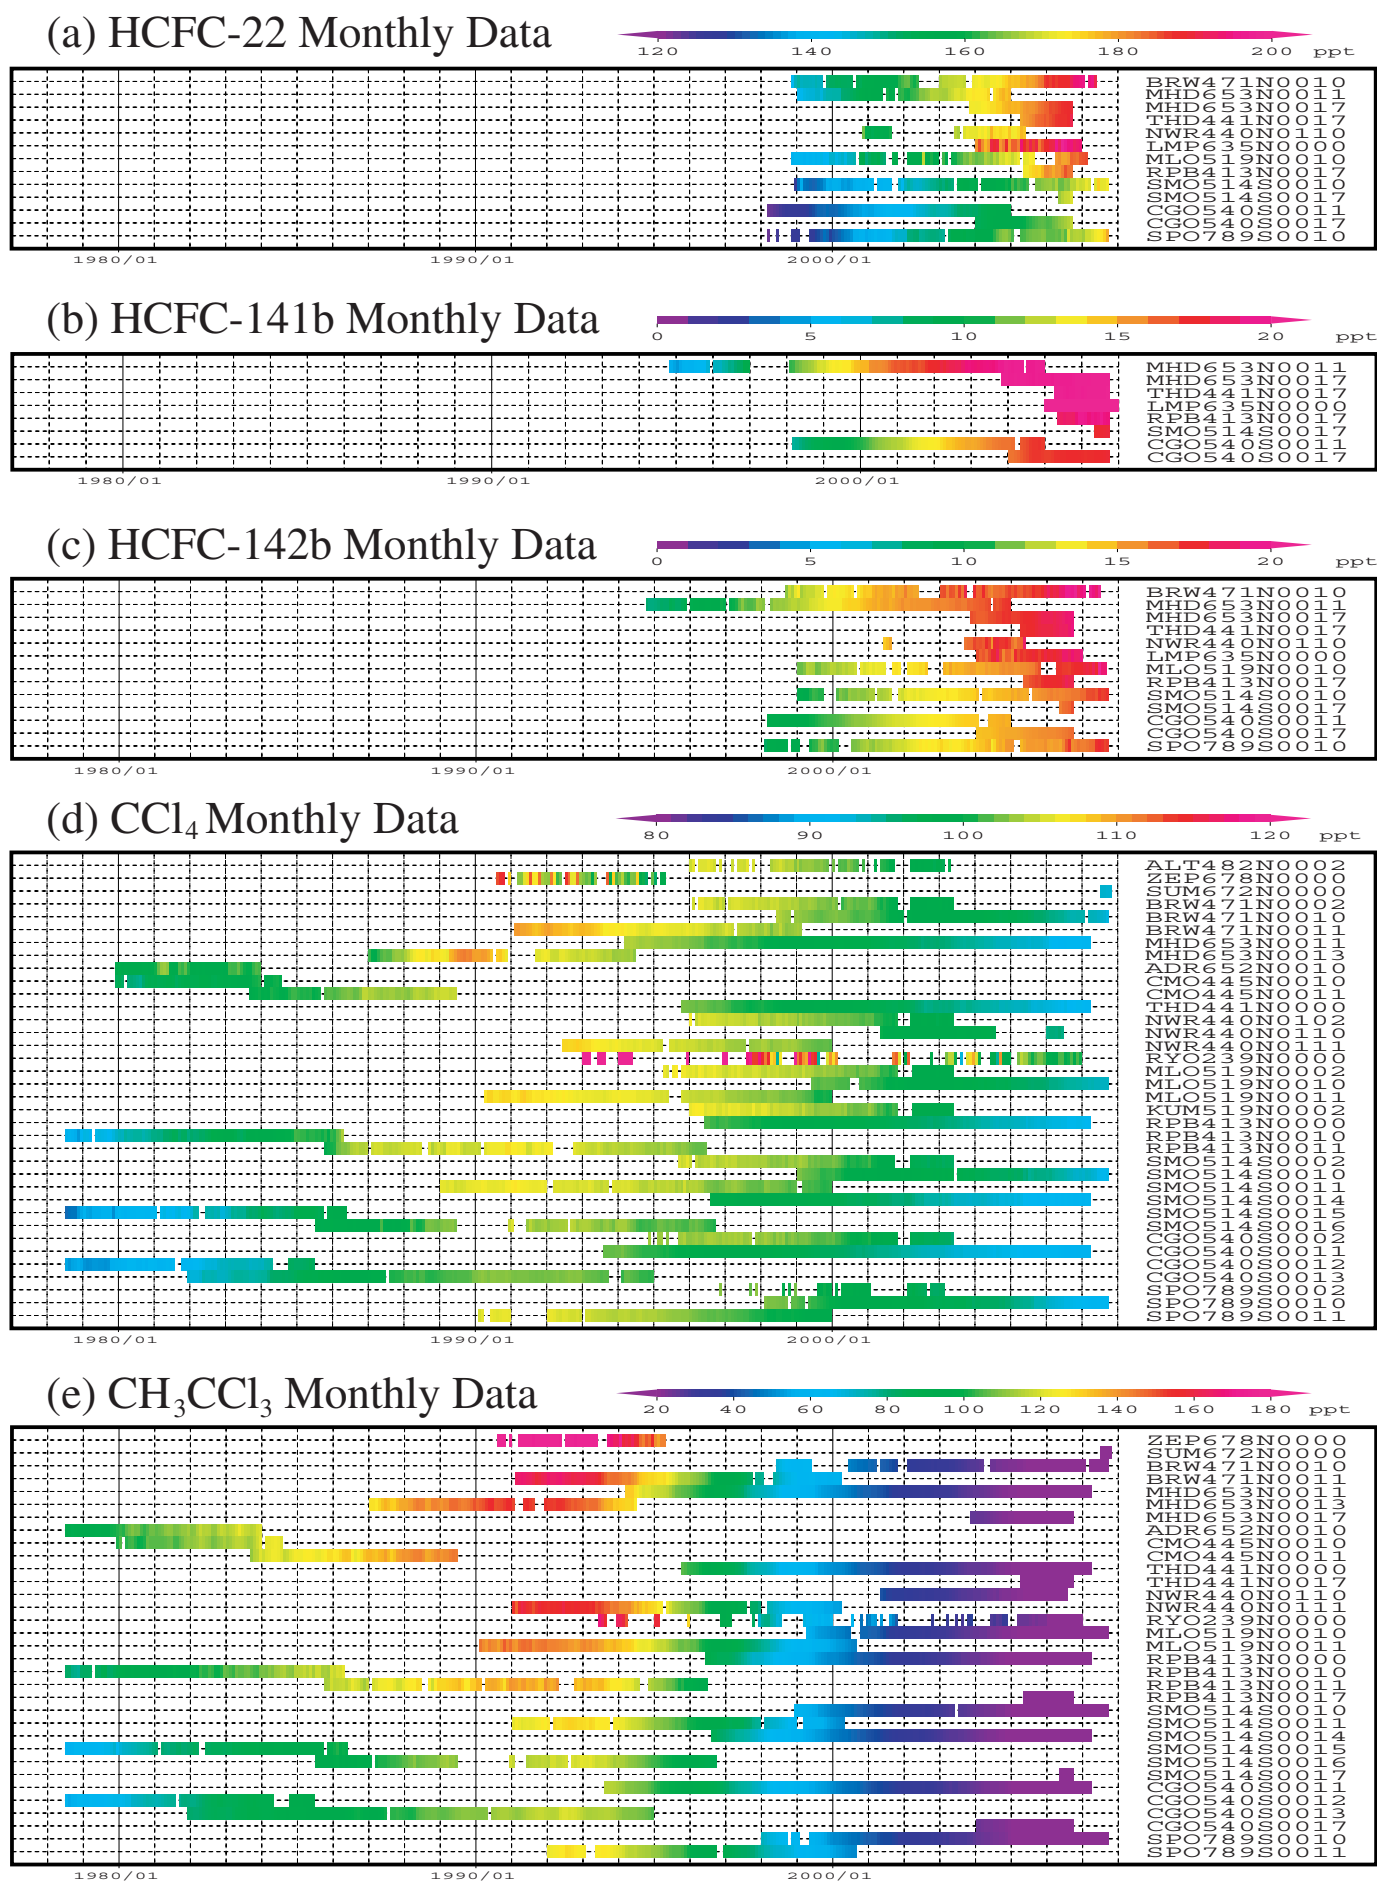 (a) HCFC-22 Monthly Data
120 140 160 180 200 ppt
BRW471N0010
MHD653N0011
MHD653N0017
THD441N0017
NWR440N0110
LMP635N0000
MLO519N0010
RPB413N0017
SMO514S0010
SMO514S0017
CGO540S0011
CGO540S0017
SPO789S0010
1980/01 1990/01 2000/01
(b) HCFC-141b Monthly Data
0 5 10 15 20 ppt
MHD653N0011
MHD653N0017
THD441N0017
LMP635N0000
RPB413N0017
SMO514S0017
CGO540S0011
CGO540S0017
1980/01 1990/01 2000/01
(c) HCFC-142b Monthly Data
0 5 10 15 20 ppt
BRW471N0010
MHD653N0011
MHD653N0017
THD441N0017
NWR440N0110
LMP635N0000
MLO519N0010
RPB413N0017
SMO514S0010
SMO514S0017
CGO540S0011
CGO540S0017
SPO789S0010
1980/01 1990/01 2000/01
(d) CCl4 Monthly Data
80 90 100 110 120 ppt
ALT482N0002
ZEP678N0000
SUM672N0000
BRW471N0002
BRW471N0010
BRW471N0011
MHD653N0011
MHD653N0013
ADR652N0010
CMO445N0010
CMO445N0011
THD441N0000
NWR440N0102
NWR440N0110
NWR440N0111
RYO239N0000
MLO519N0002
MLO519N0010
MLO519N0011
KUM519N0002
RPB413N0000
RPB413N0010
RPB413N0011
SMO514S0002
SMO514S0010
SMO514S0011
SMO514S0014
SMO514S0015
SMO514S0016
CGO540S0002
CGO540S0011
CGO540S0012
CGO540S0013
SPO789S0002
SPO789S0010
SPO789S0011
1980/01 1990/01 2000/01
(e) CH3CCl3 Monthly Data
20 40 60 80 100 120 140 160 180 ppt
ZEP678N0000
SUM672N0000
BRW471N0010
BRW471N0011
MHD653N0011
MHD653N0013
MHD653N0017
ADR652N0010
CMO445N0010
CMO445N0011
THD441N0000
THD441N0017
NWR440N0110
NWR440N0111
RYO239N0000
MLO519N0010
MLO519N0011
RPB413N0000
RPB413N0010
RPB413N0011
RPB413N0017
SMO514S0010
SMO514S0011
SMO514S0014
SMO514S0015
SMO514S0016
SMO514S0017
CGO540S0011
CGO540S0012
CGO540S0013
CGO540S0017
SPO789S0010
SPO789S0011
1980/01 1990/01 2000/01